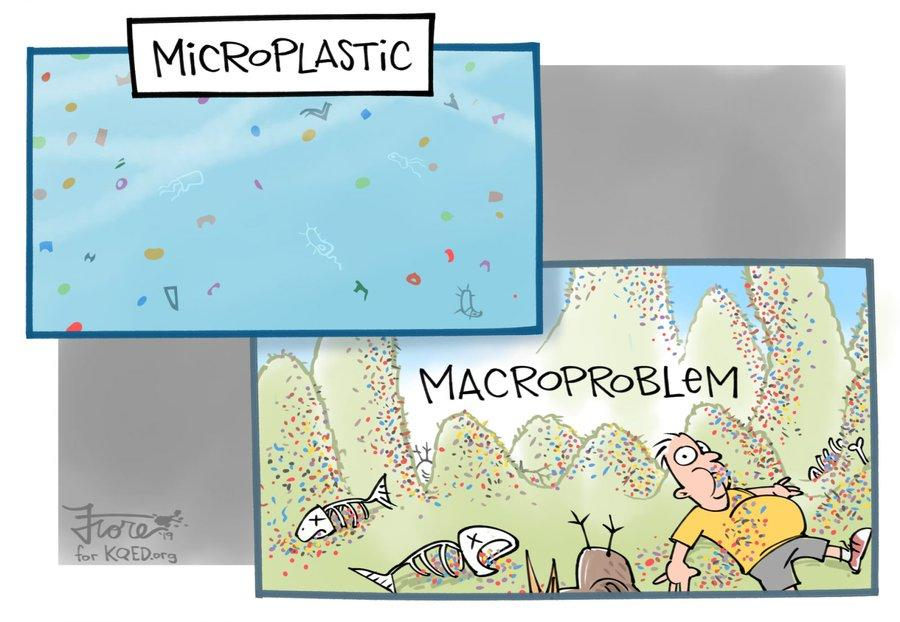 MiCROPLASTiC
MACROPROBLeM
Fiore
'19
for KQED.org